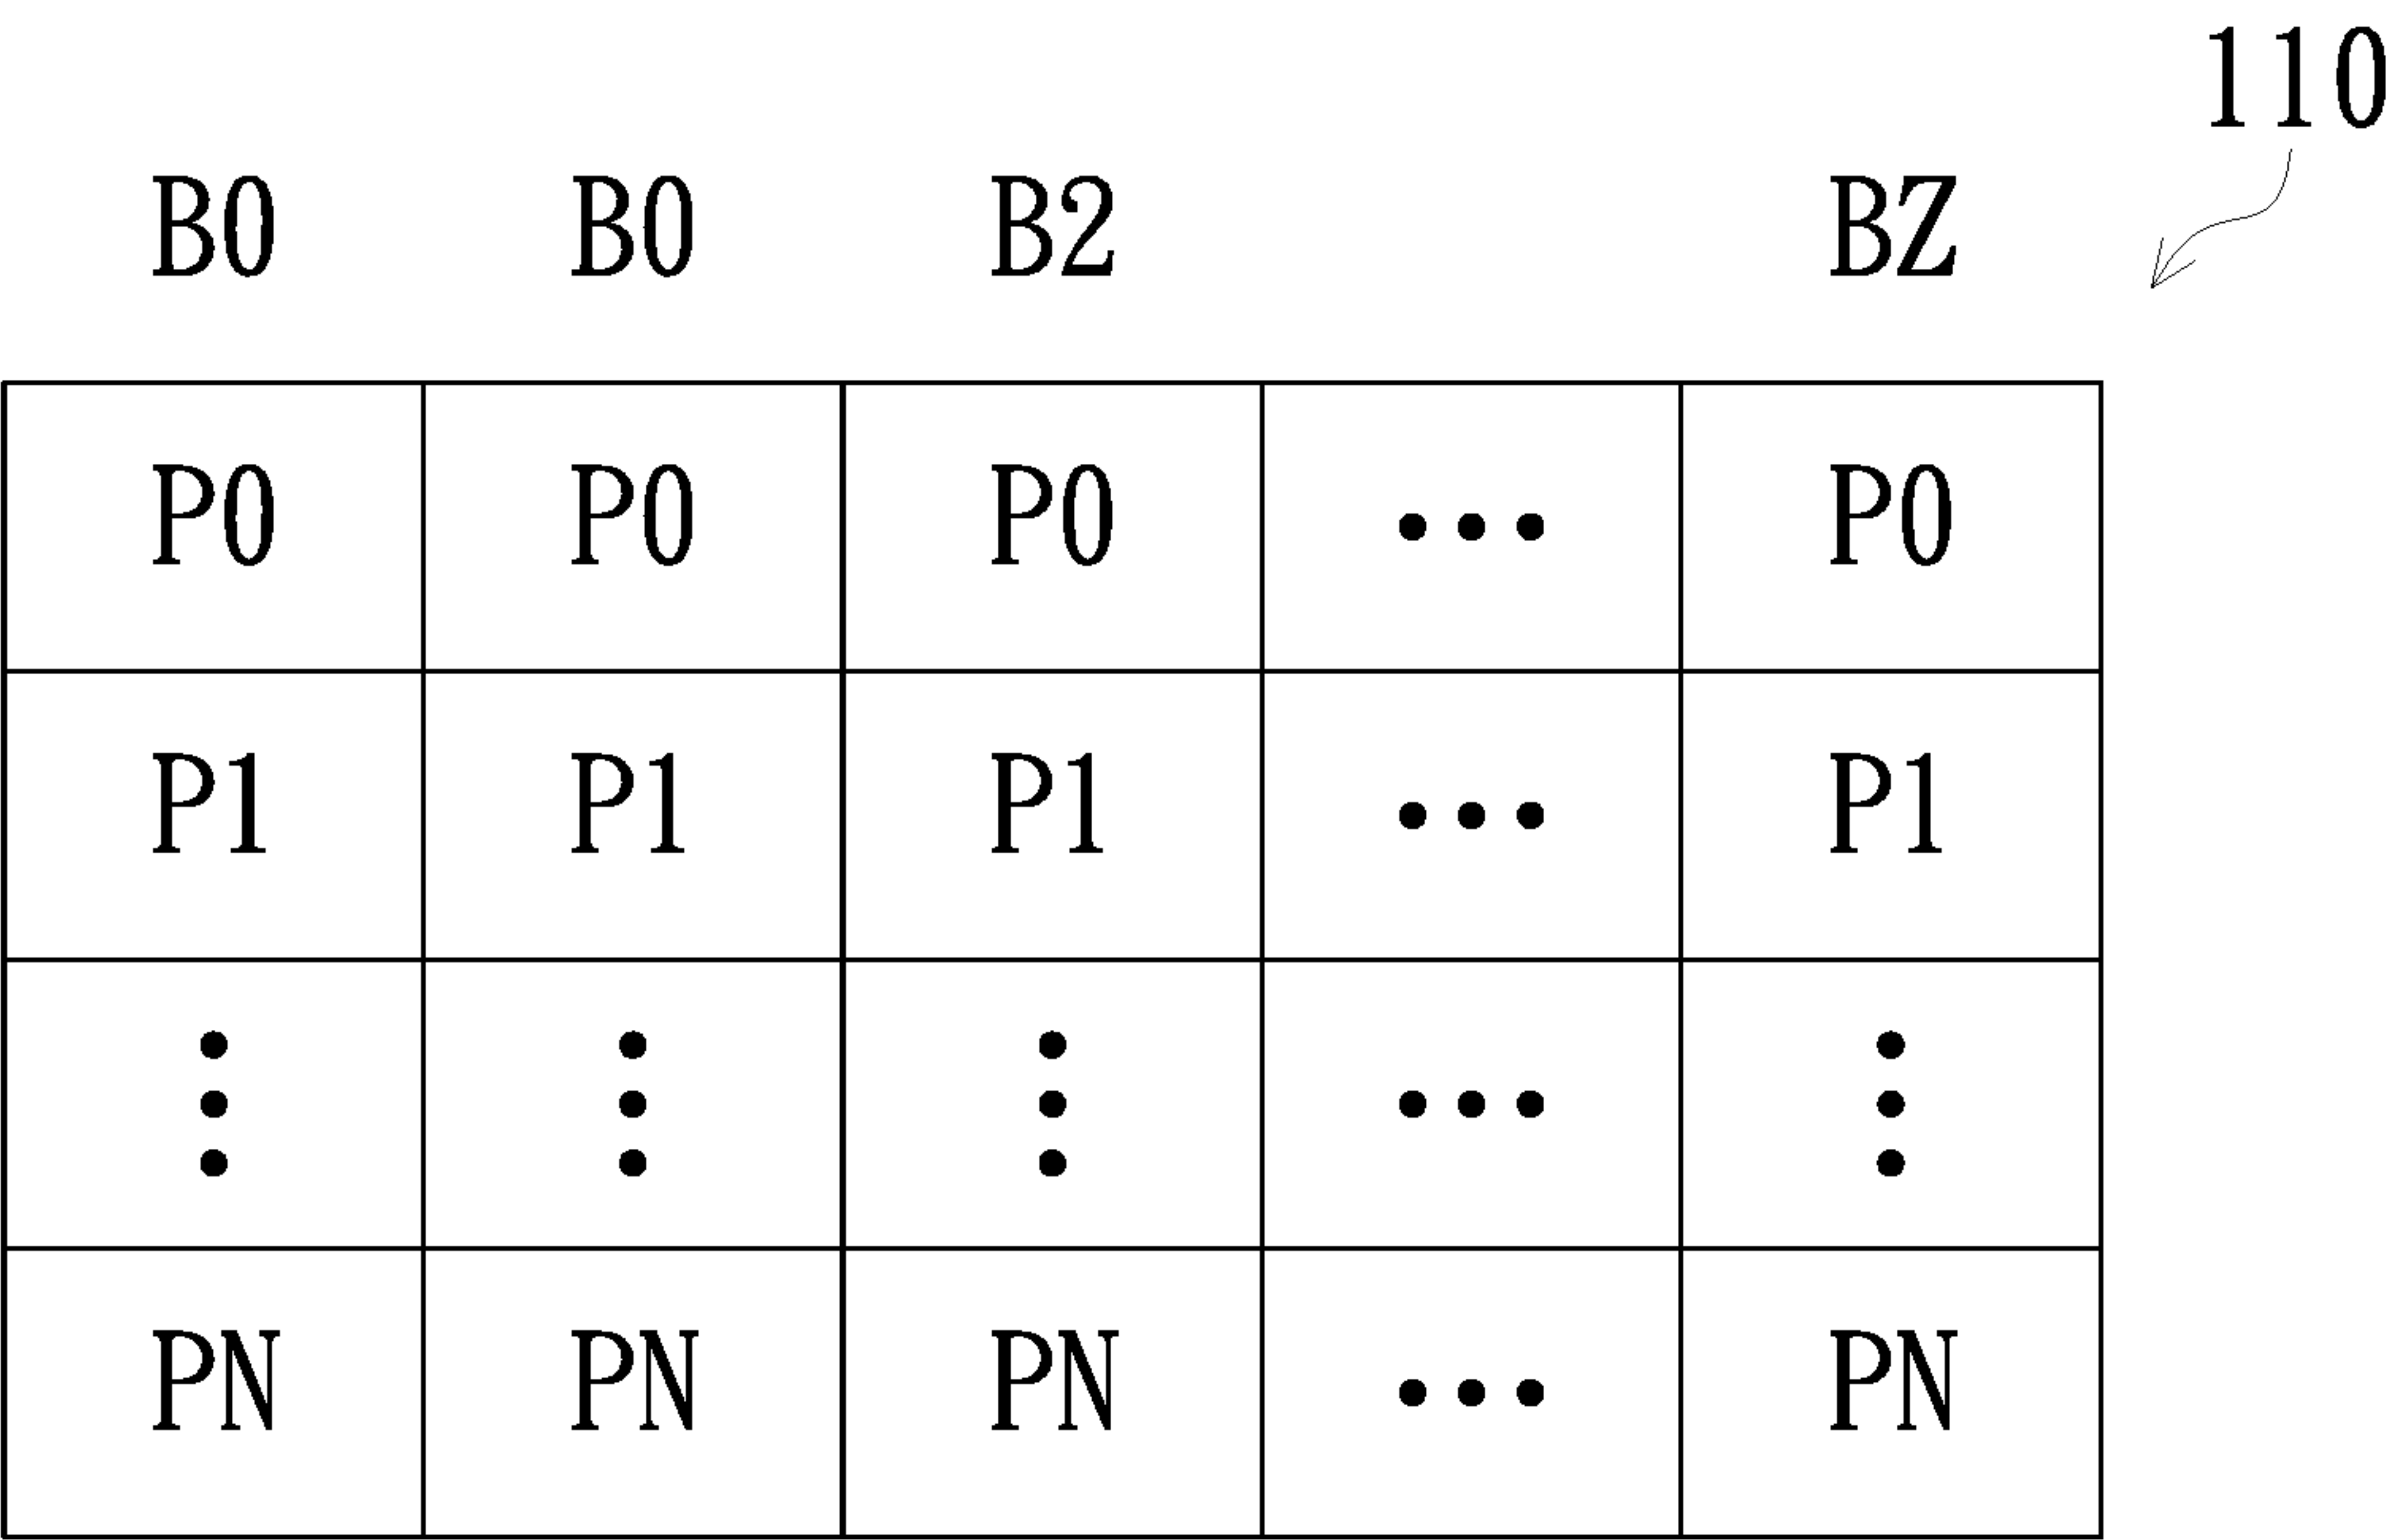 110
B0 B0 B2 BZ
P0 P0 P0 ••• P0
P1 P1 P1 ••• P1
⋮ ⋮ ⋮ ••• ⋮
PN PN PN ••• PN